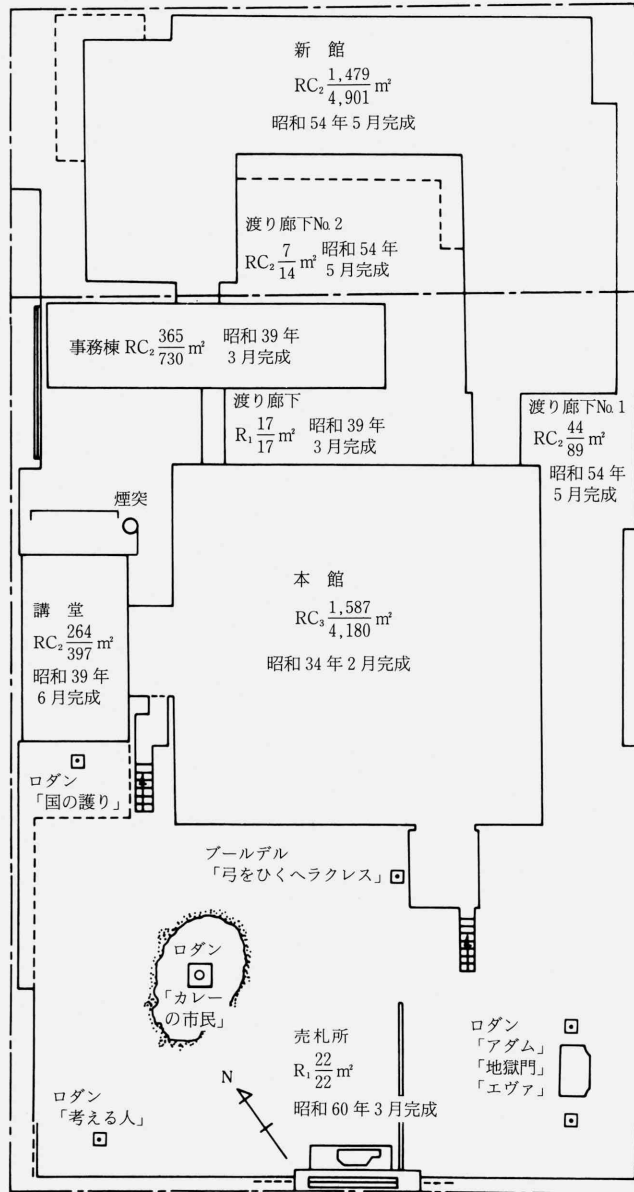 新 館
RC₂ 1,479/4,901 m²
昭和 54 年 5 月完成
渡り廊下No.2
RC₂ 7/14 m² 昭和 54 年
5 月完成
事務棟 RC₂ 365/730 m² 昭和 39 年
3 月完成
渡り廊下
R₁ 17/17 m² 昭和 39 年
3 月完成
渡り廊下No.1
RC₂ 44/89 m²
昭和 54 年
5 月完成
煙突
本 館
RC₃ 1,587/4,180 m²
昭和 34 年 2 月完成
講 堂
RC₂ 264/397 m²
昭和 39 年
6 月完成
ロダン
「国の護り」
ブールデル
「弓をひくヘラクレス」
ロダン
「カレー
の市民」
売札所
R₁ 22/22 m²
昭和 60 年 3 月完成
ロダン
「アダム」
「地獄門」
「エヴァ」
N
ロダン
「考える人」